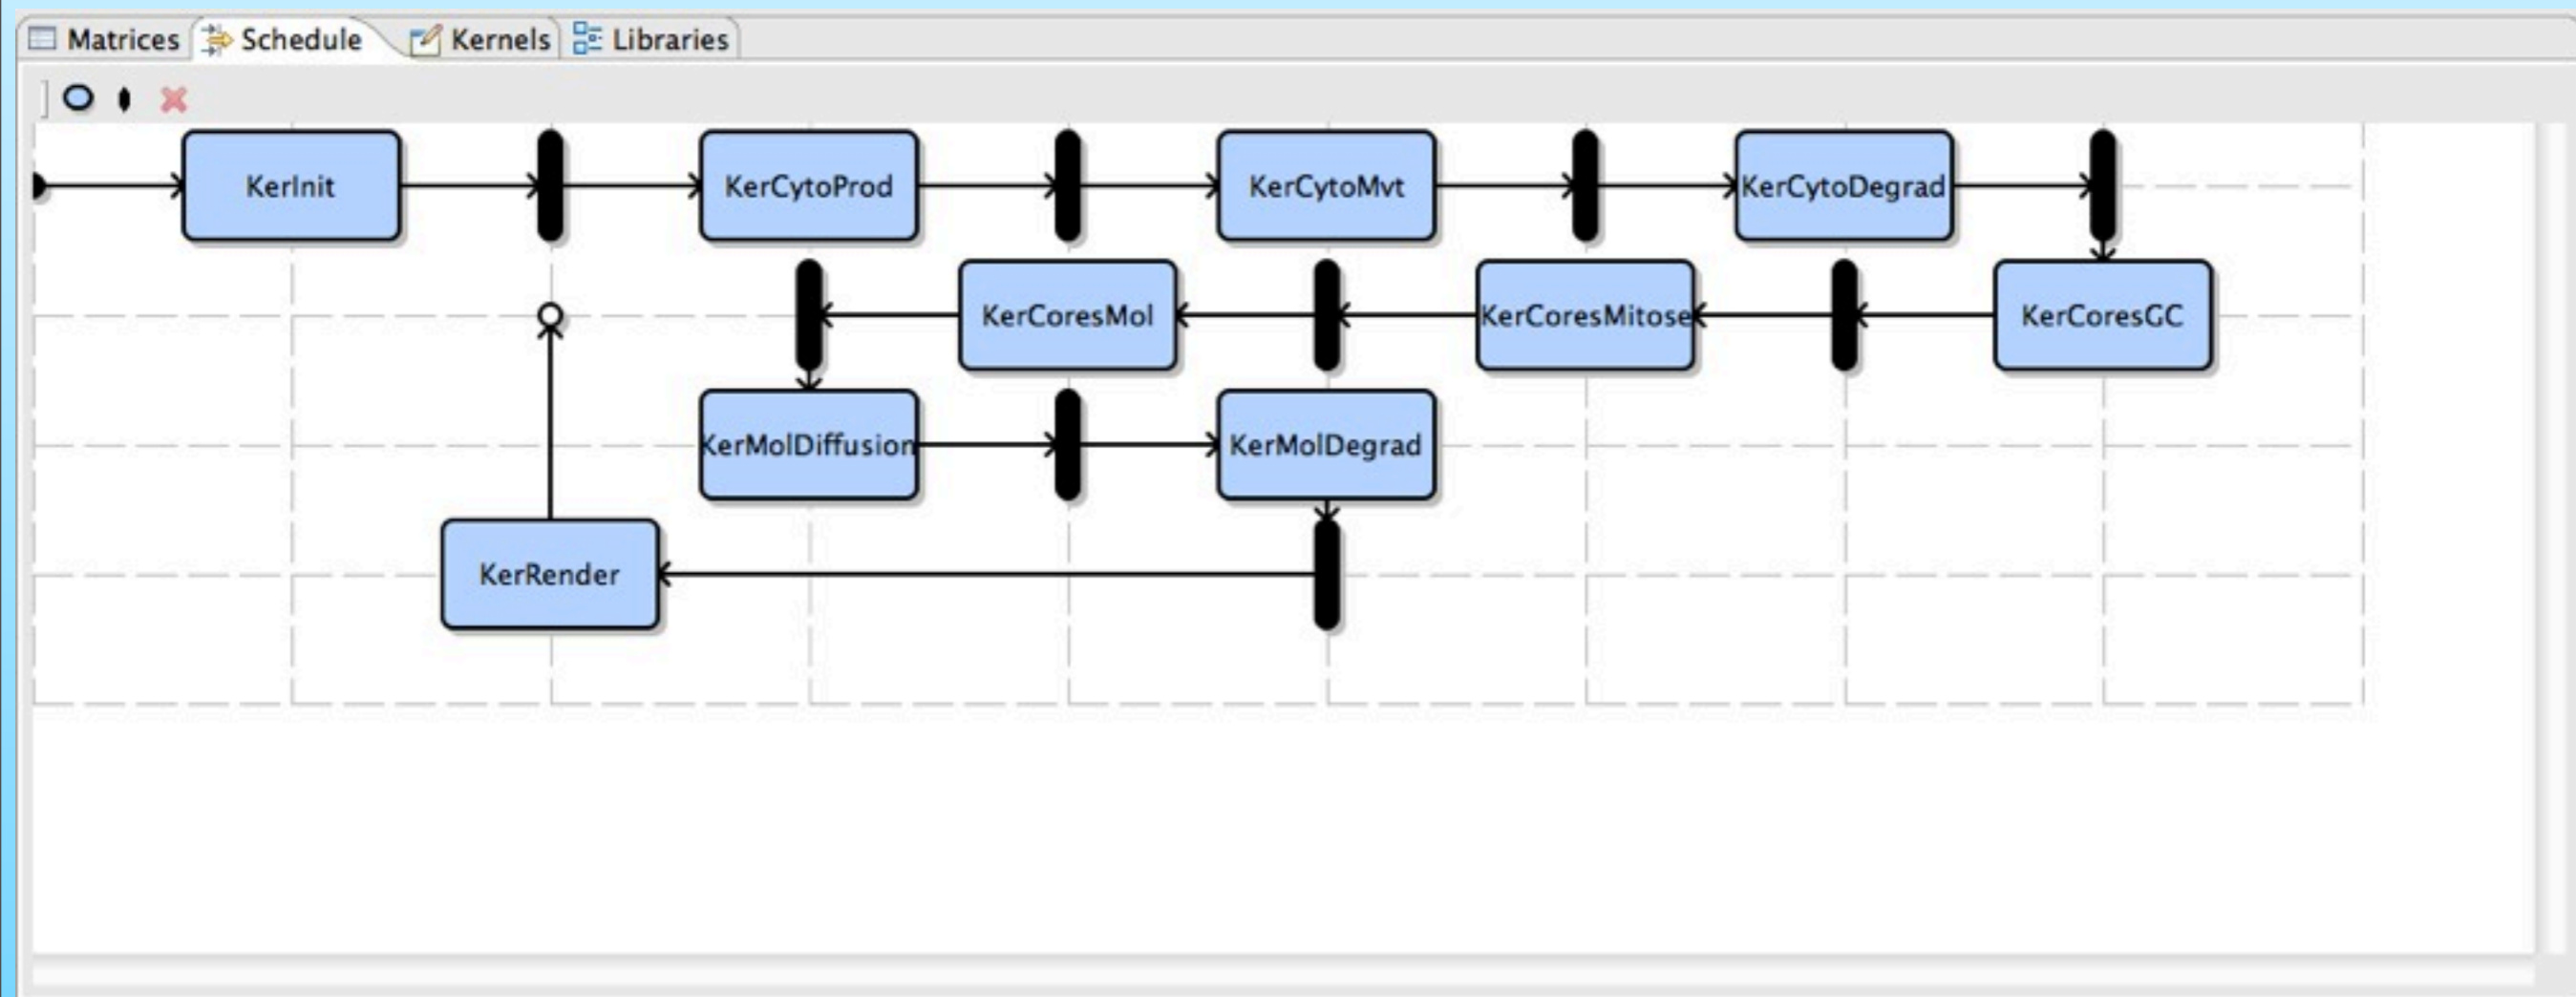 Matrices Schedule Kernels Libraries
KerInit KerCytoProd KerCytoMvt KerCytoDegrad
KerCoresMol KerCoresMitose KerCoresGC
KerMolDiffusion KerMolDegrad
KerRender